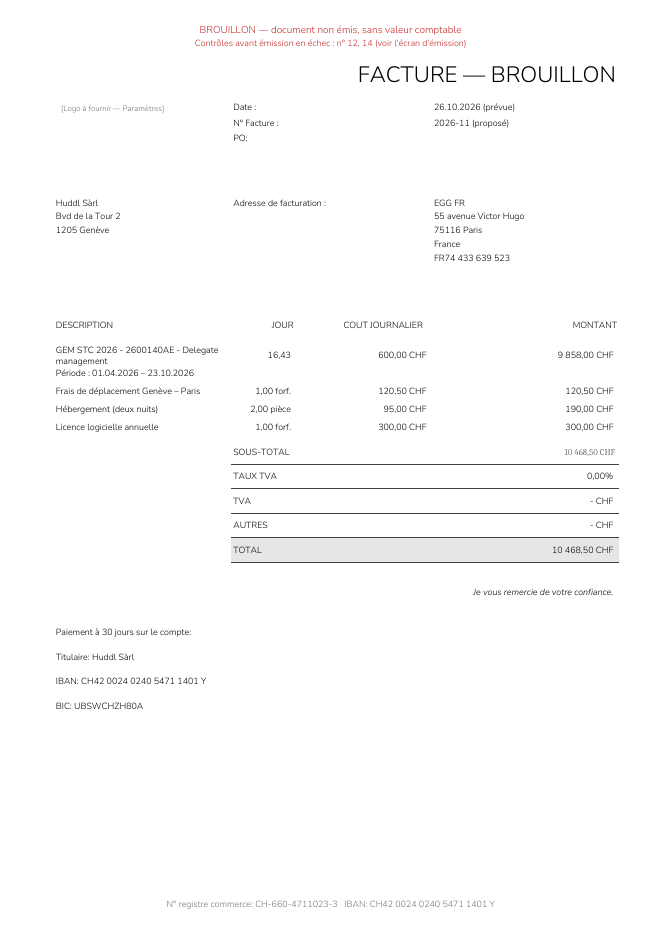 BROUILLON — document non émis, sans valeur comptable
Contrôles avant émission en échec : n° 12, 14 (voir l'écran d'émission)
FACTURE — BROUILLON
[Logo à fournir — Paramètres]
Date : 26.10.2026 (prévue)
N° Facture : 2026-11 (proposé)
PO:
Huddl Sàrl
Bvd de la Tour 2
1205 Genève
Adresse de facturation :
EGG FR
55 avenue Victor Hugo
75116 Paris
France
FR74 433 639 523
DESCRIPTION JOUR COUT JOURNALIER MONTANT
GEM STC 2026 - 2600140AE - Delegate
management
Période : 01.04.2026 – 23.10.2026
16,43 600,00 CHF 9 858,00 CHF
Frais de déplacement Genève – Paris 1,00 forf. 120,50 CHF 120,50 CHF
Hébergement (deux nuits) 2,00 pièce 95,00 CHF 190,00 CHF
Licence logicielle annuelle 1,00 forf. 300,00 CHF 300,00 CHF
SOUS-TOTAL 10 468,50 CHF
TAUX TVA 0,00%
TVA - CHF
AUTRES - CHF
TOTAL 10 468,50 CHF
Je vous remercie de votre confiance.
Paiement à 30 jours sur le compte:
Titulaire: Huddl Sàrl
IBAN: CH42 0024 0240 5471 1401 Y
BIC: UBSWCHZH80A
N° registre commerce: CH-660-4711023-3 IBAN: CH42 0024 0240 5471 1401 Y